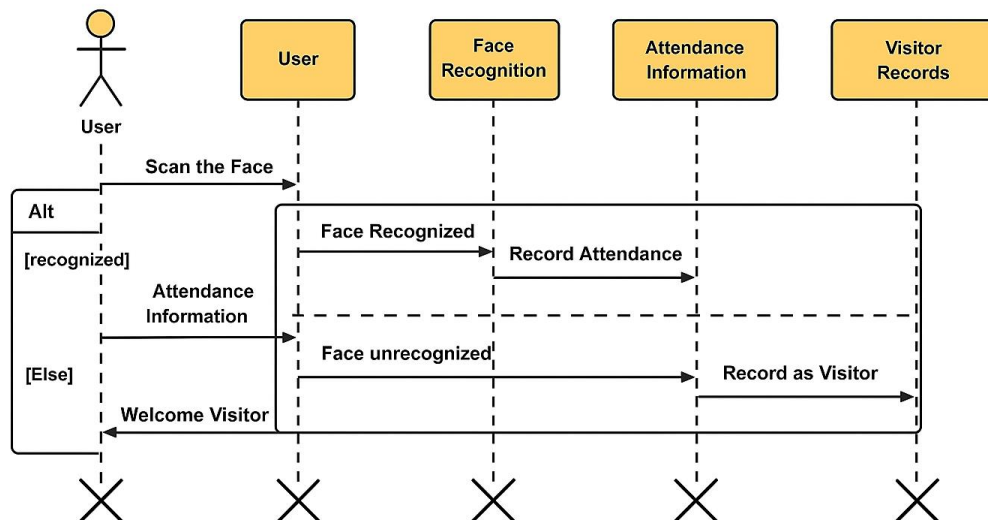 User
Face
Recognition
Attendance
Information
Visitor
Records
User
Scan the Face
Alt
Face Recognized
[recognized]
Record Attendance
Attendance
Information
Face unrecognized
[Else]
Record as Visitor
Welcome Visitor